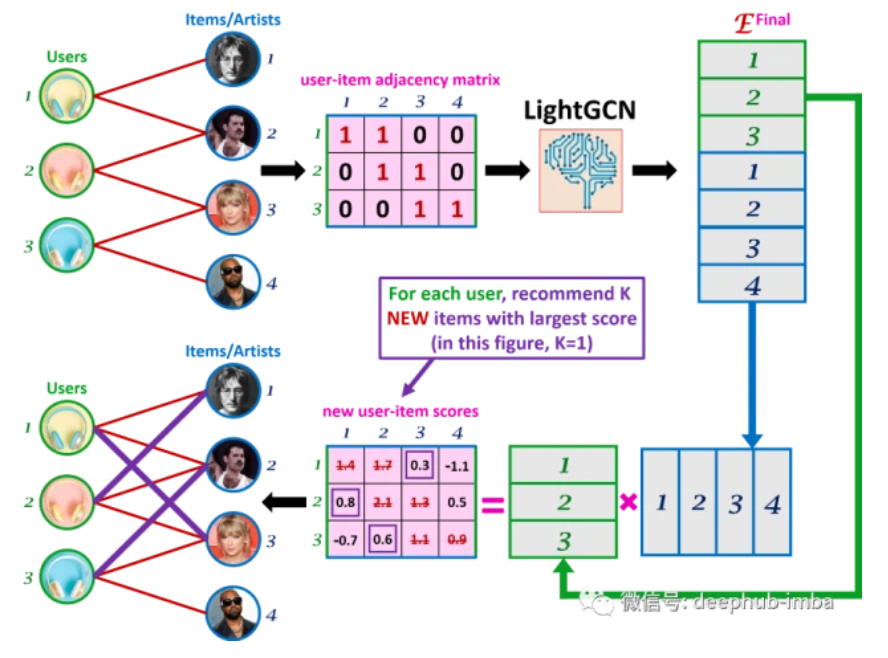 Items/Artists
Users
1
2
3
1
2
3
4
user-item adjacency matrix
1 2 3 4
1 1 1 0 0
2 0 1 1 0
3 0 0 1 1
LightGCN
ℰ Final
1
2
3
1
2
3
4
For each user, recommend K
NEW items with largest score
(in this figure, K=1)
Items/Artists
Users
1
2
3
1
2
3
4
new user-item scores
1 2 3 4
1 1.4 1.7 0.3 -1.1
2 0.8 2.1 1.3 0.5
3 -0.7 0.6 1.1 0.9
=
1
2
3
×
1 2 3 4
微信号: deephub-imba